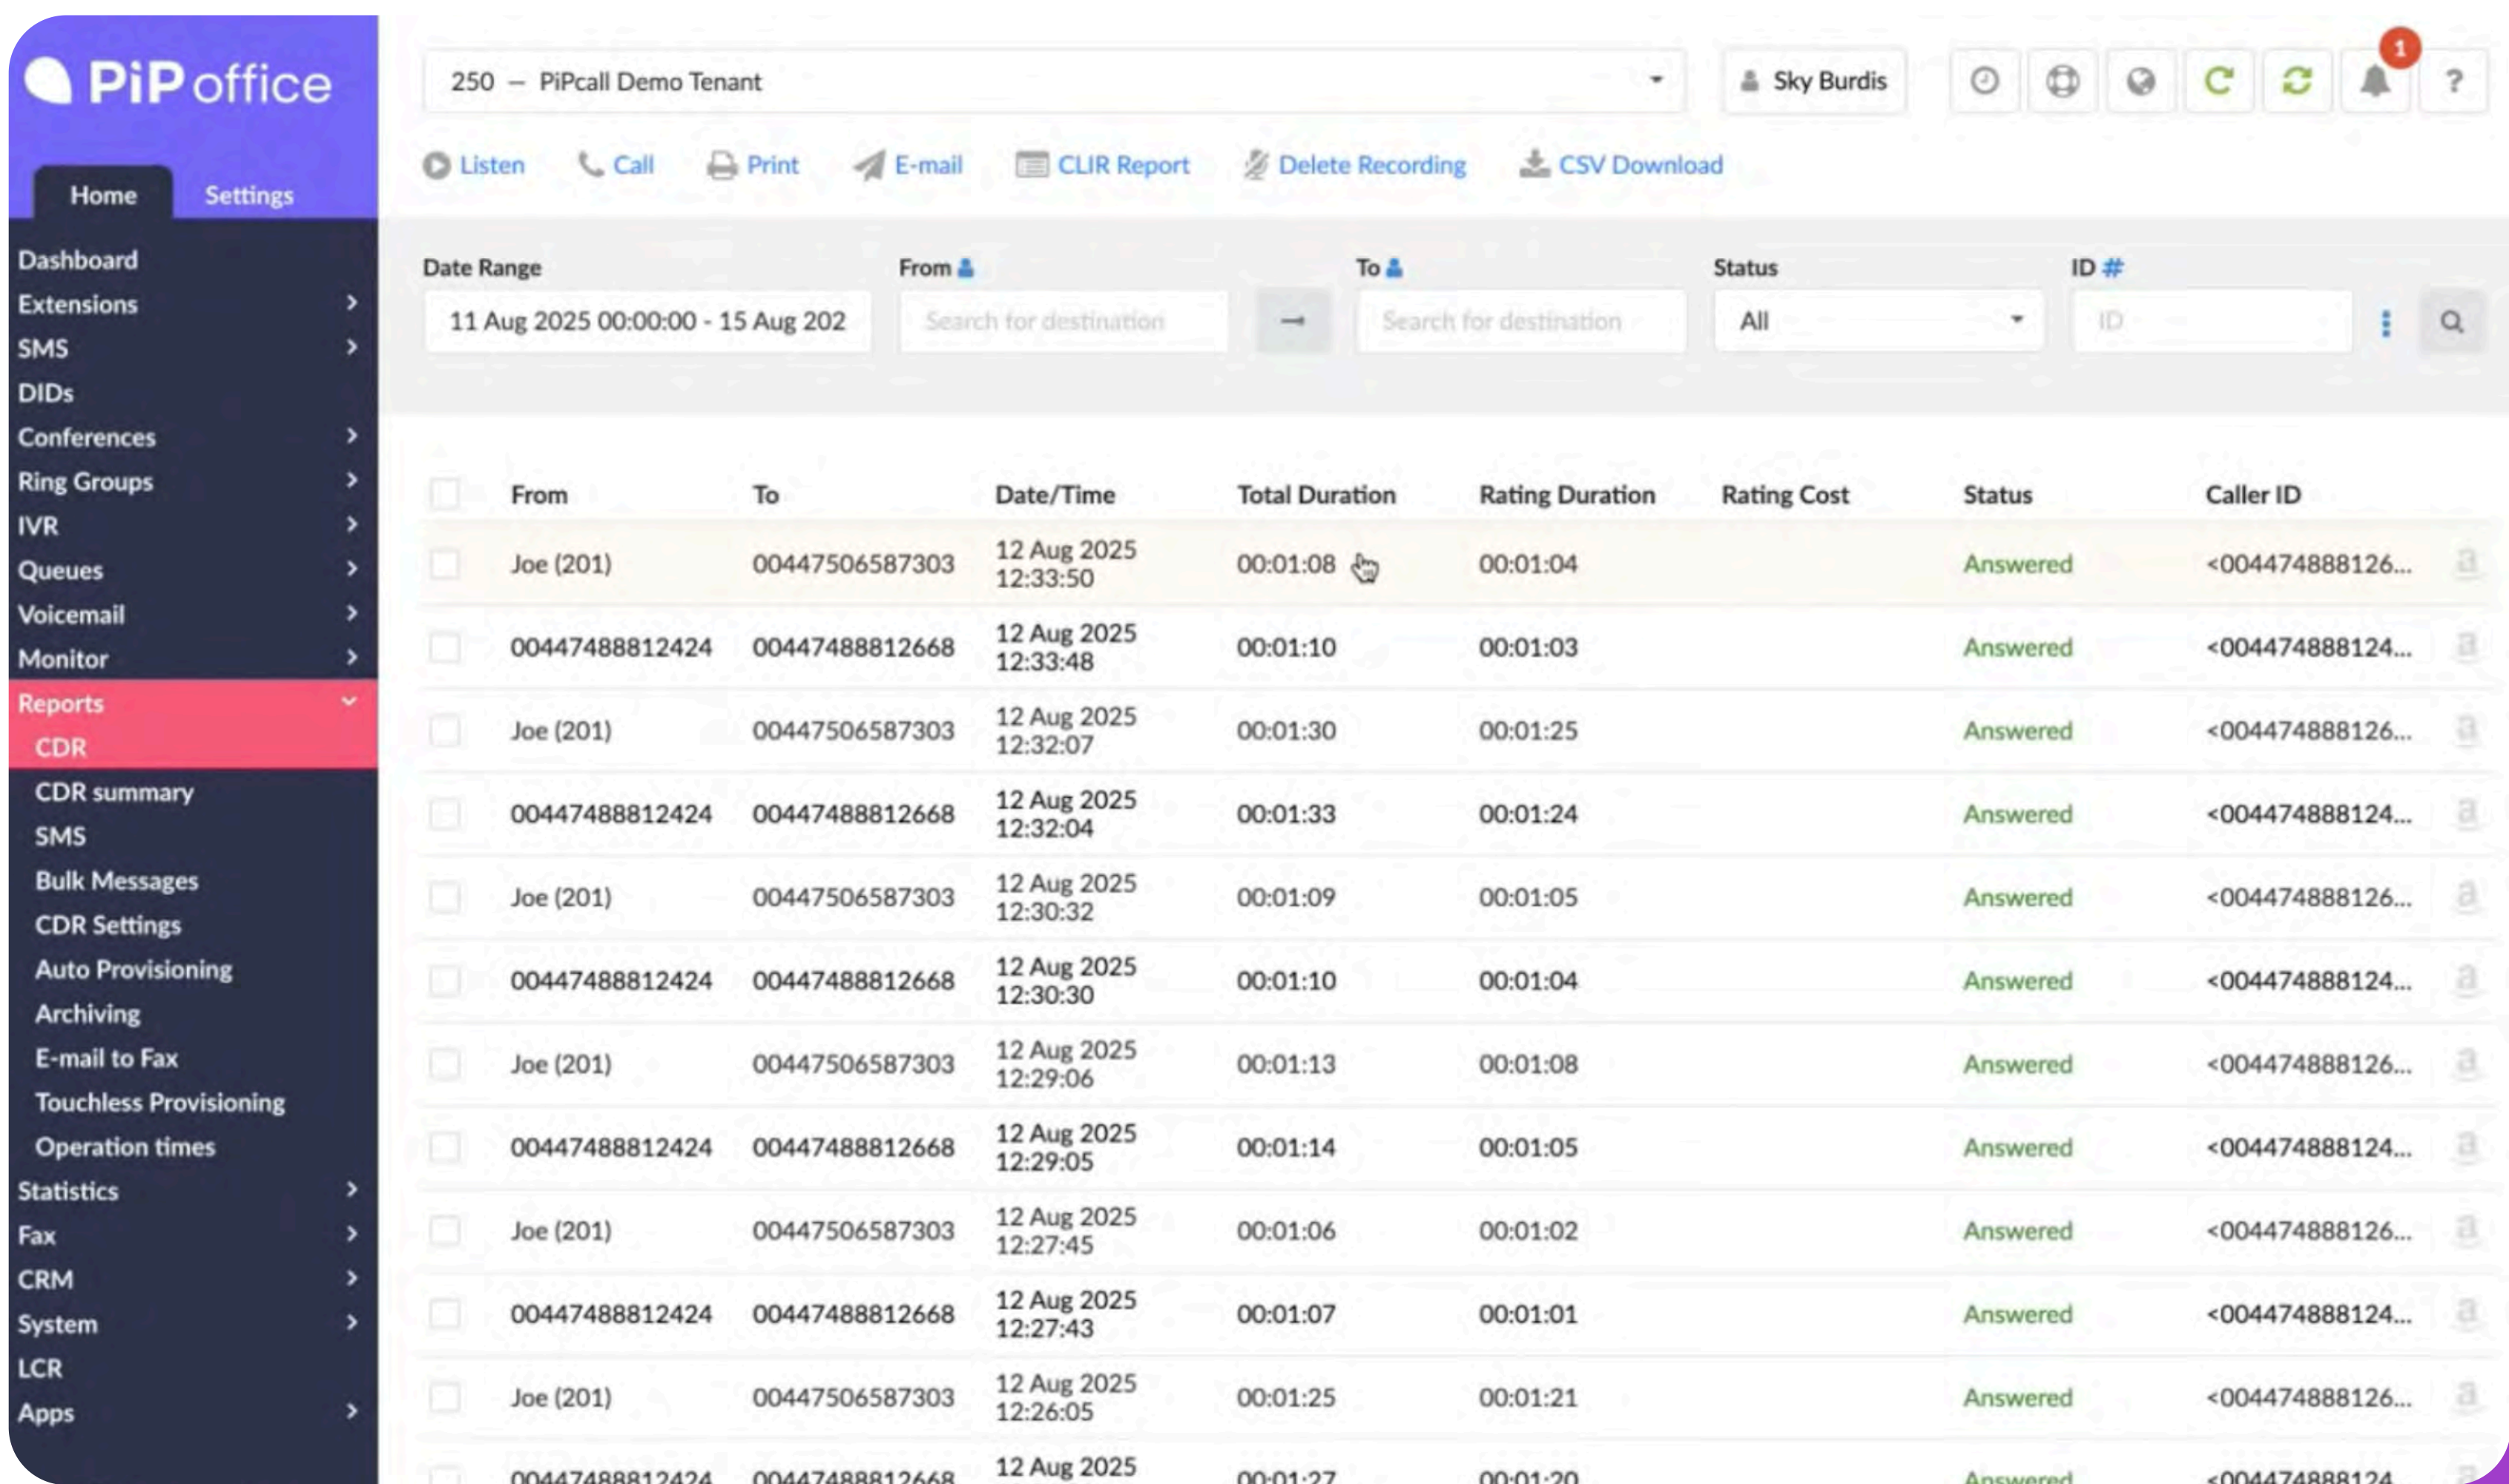 PiP office
250 – PiPcall Demo Tenant
Sky Burdis
1
?
Listen
Call
Print
E-mail
CLIR Report
Delete Recording
CSV Download
Home
Settings
Dashboard
Extensions
SMS
DIDs
Conferences
Ring Groups
IVR
Queues
Voicemail
Monitor
Reports
CDR
CDR summary
SMS
Bulk Messages
CDR Settings
Auto Provisioning
Archiving
E-mail to Fax
Touchless Provisioning
Operation times
Statistics
Fax
CRM
System
LCR
Apps
Date Range
From
To
Status
ID #
11 Aug 2025 00:00:00 - 15 Aug 202
Search for destination
Search for destination
All
ID
From To Date/Time Total Duration Rating Duration Rating Cost Status Caller ID
Joe (201) 00447506587303 12 Aug 2025 12:33:50 00:01:08 00:01:04 Answered <004474888126...
00447488812424 00447488812668 12 Aug 2025 12:33:48 00:01:10 00:01:03 Answered <004474888124...
Joe (201) 00447506587303 12 Aug 2025 12:32:07 00:01:30 00:01:25 Answered <004474888126...
00447488812424 00447488812668 12 Aug 2025 12:32:04 00:01:33 00:01:24 Answered <004474888124...
Joe (201) 00447506587303 12 Aug 2025 12:30:32 00:01:09 00:01:05 Answered <004474888126...
00447488812424 00447488812668 12 Aug 2025 12:30:30 00:01:10 00:01:04 Answered <004474888124...
Joe (201) 00447506587303 12 Aug 2025 12:29:06 00:01:13 00:01:08 Answered <004474888126...
00447488812424 00447488812668 12 Aug 2025 12:29:05 00:01:14 00:01:05 Answered <004474888124...
Joe (201) 00447506587303 12 Aug 2025 12:27:45 00:01:06 00:01:02 Answered <004474888126...
00447488812424 00447488812668 12 Aug 2025 12:27:43 00:01:07 00:01:01 Answered <004474888124...
Joe (201) 00447506587303 12 Aug 2025 12:26:05 00:01:25 00:01:21 Answered <004474888126...
00447488812424 00447488812668 12 Aug 2025 00:01:27 00:01:20 Answered <004474888124...